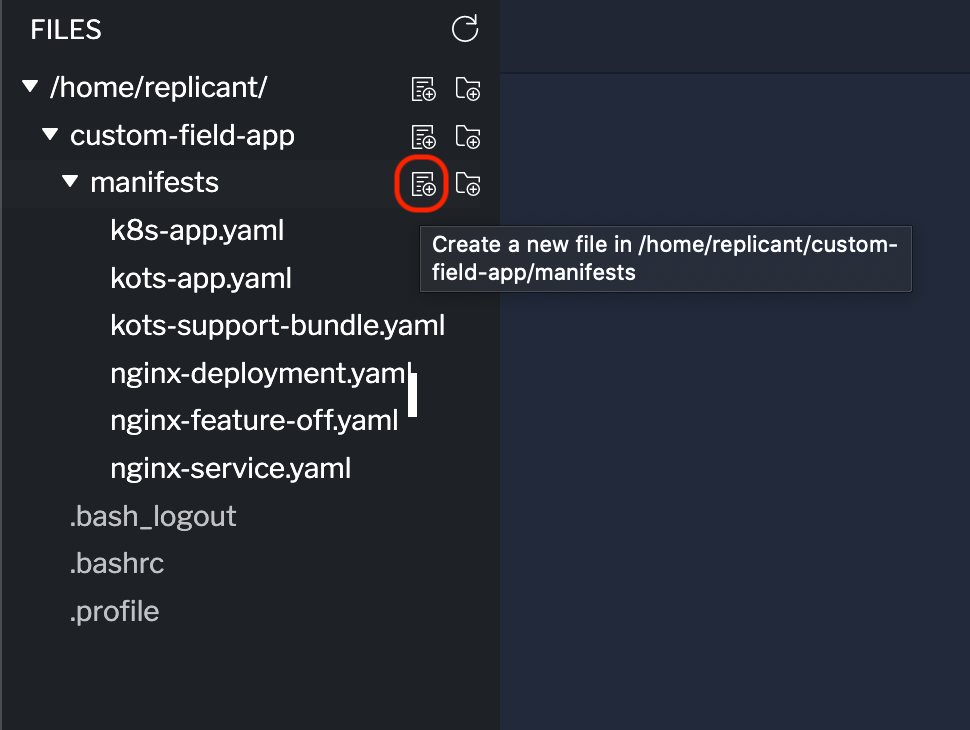 FILES
/home/replicant/
custom-field-app
manifests
k8s-app.yaml
Create a new file in /home/replicant/custom-
field-app/manifests
kots-app.yaml
kots-support-bundle.yaml
nginx-deployment.yaml
nginx-feature-off.yaml
nginx-service.yaml
.bash_logout
.bashrc
.profile